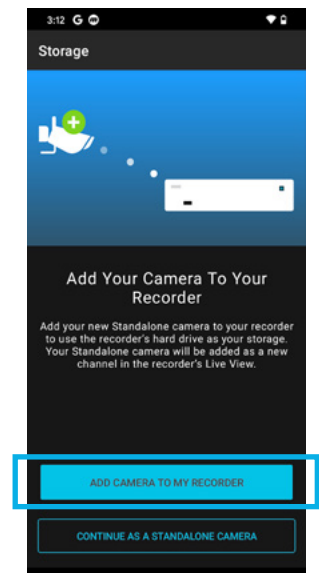 3:12 G
Storage
Add Your Camera To Your
Recorder
Add your new Standalone camera to your recorder
to use the recorder's hard drive as your storage.
Your Standalone camera will be added as a new
channel in the recorder's Live View.
ADD CAMERA TO MY RECORDER
CONTINUE AS A STANDALONE CAMERA